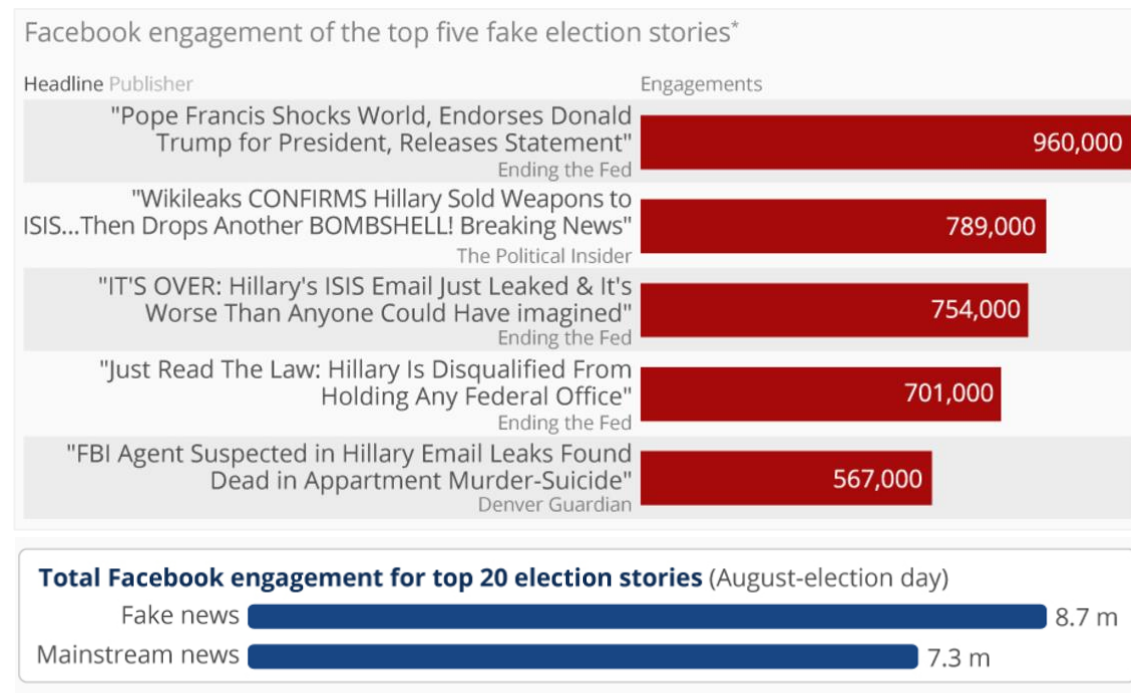 Facebook engagement of the top five fake election stories*
Headline Publisher Engagements
"Pope Francis Shocks World, Endorses Donald
Trump for President, Releases Statement"
Ending the Fed
960,000
"Wikileaks CONFIRMS Hillary Sold Weapons to
ISIS...Then Drops Another BOMBSHELL! Breaking News"
The Political Insider
789,000
"IT'S OVER: Hillary's ISIS Email Just Leaked & It's
Worse Than Anyone Could Have imagined"
Ending the Fed
754,000
"Just Read The Law: Hillary Is Disqualified From
Holding Any Federal Office"
Ending the Fed
701,000
"FBI Agent Suspected in Hillary Email Leaks Found
Dead in Appartment Murder-Suicide"
Denver Guardian
567,000
Total Facebook engagement for top 20 election stories (August-election day)
Fake news 8.7 m
Mainstream news 7.3 m